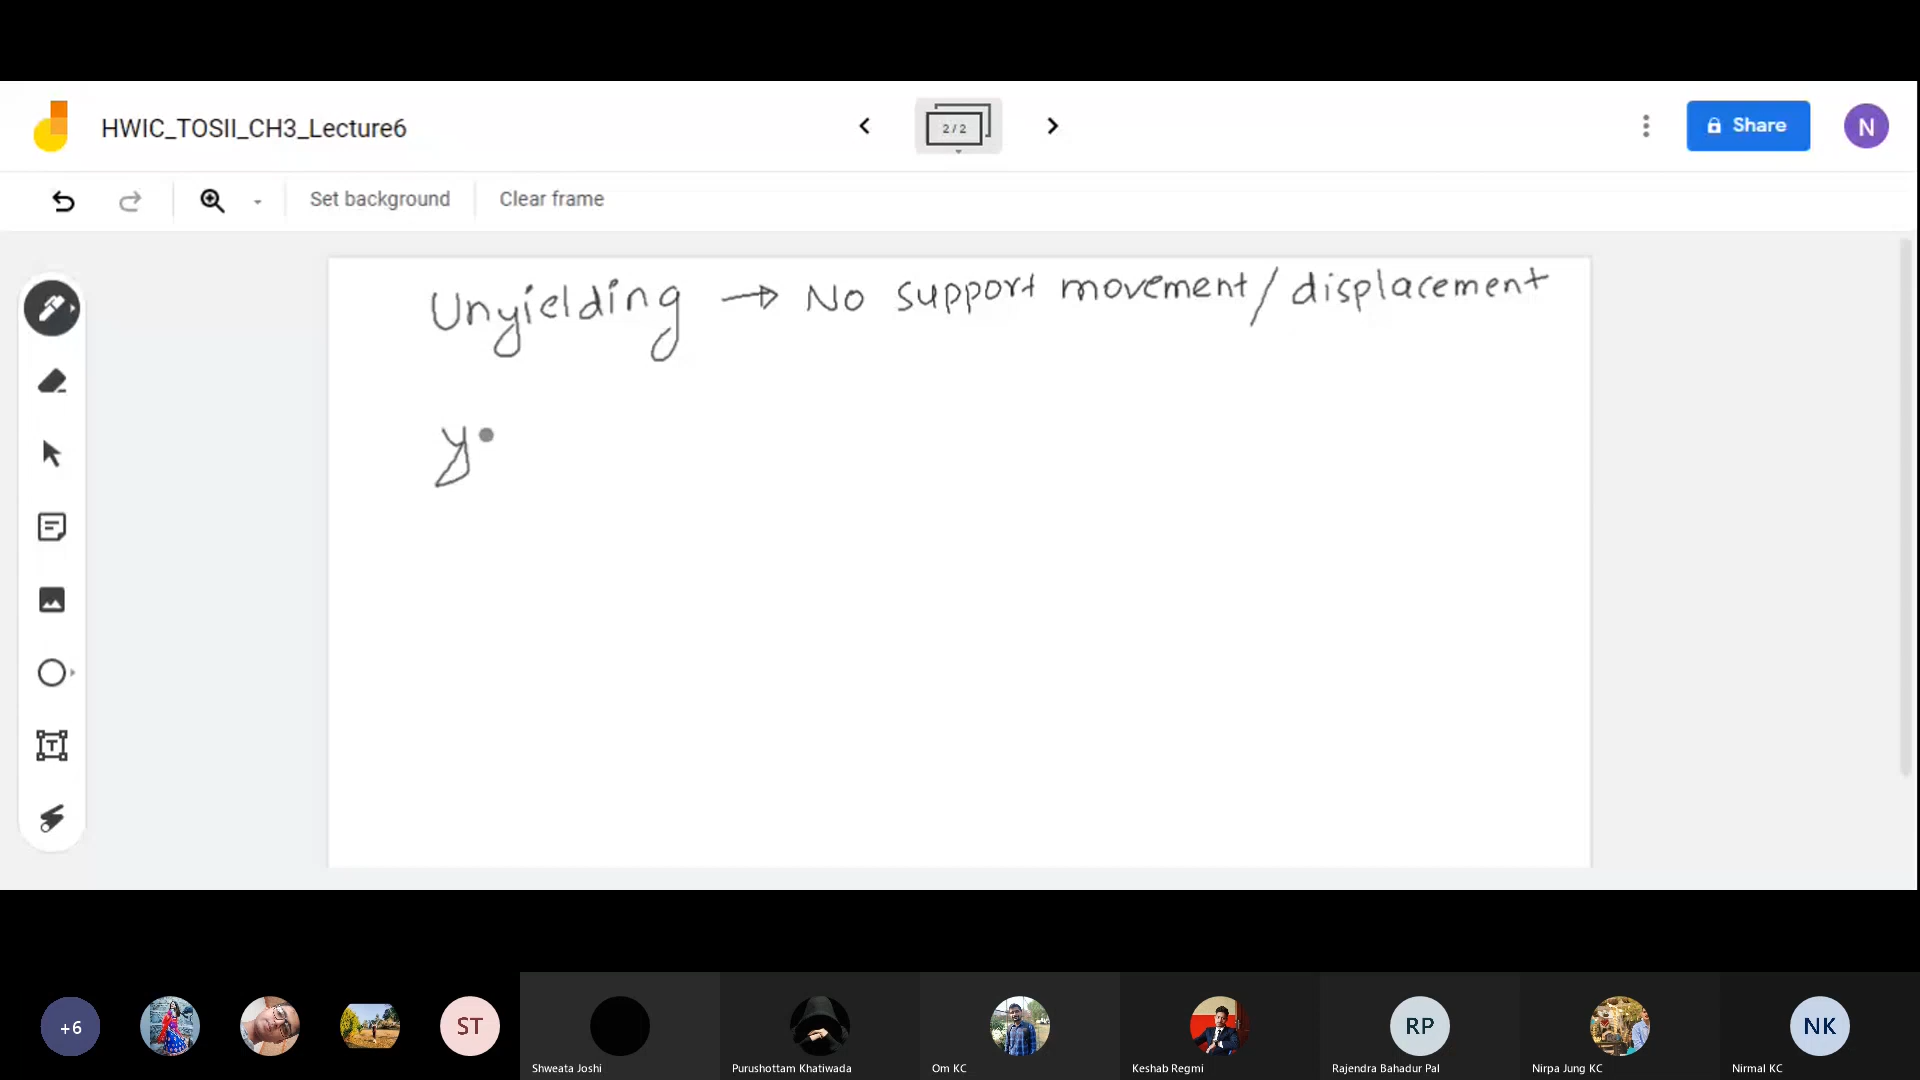 HWIC_TOSII_CH3_Lecture6
2/2
Share
N
Set background
Clear frame
Unyielding → No support movement/displacement
y
T
+6
ST
RP
NK
Shweata Joshi
Purushottam Khatiwada
Om KC
Keshab Regmi
Rajendra Bahadur Pal
Nirpa Jung KC
Nirmal KC